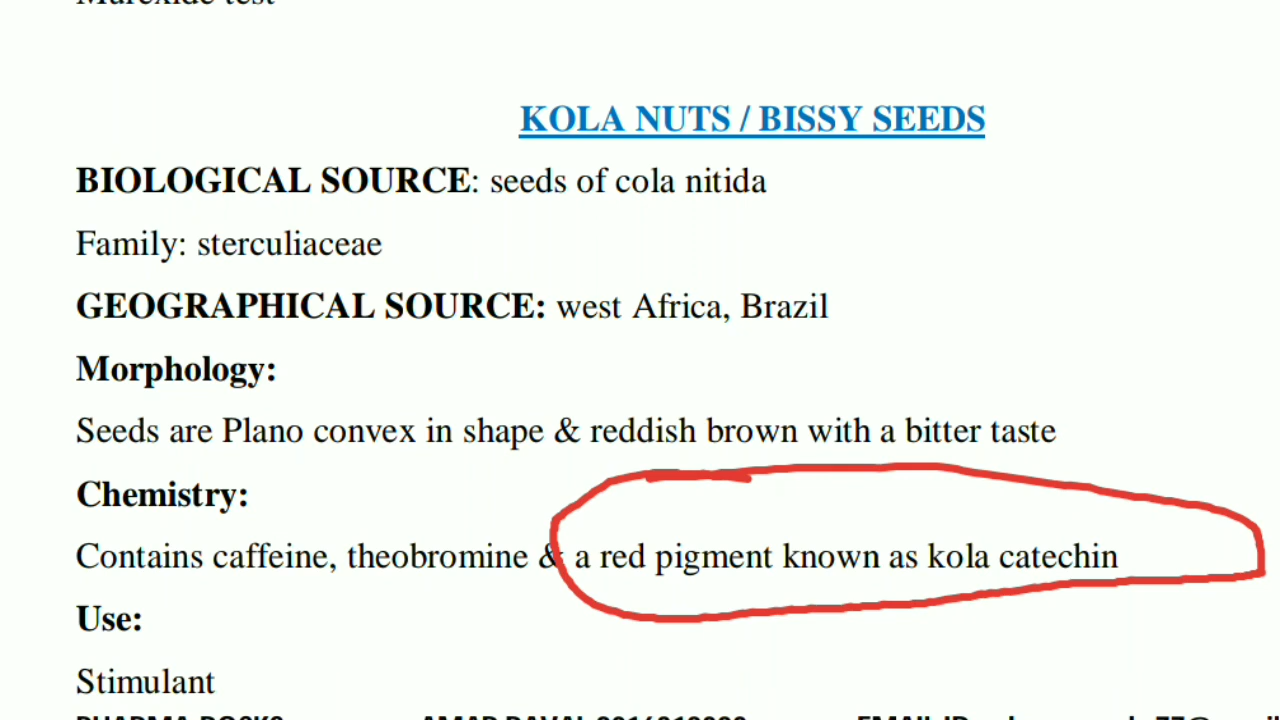 Murexide test
KOLA NUTS / BISSY SEEDS
BIOLOGICAL SOURCE: seeds of cola nitida
Family: sterculiaceae
GEOGRAPHICAL SOURCE: west Africa, Brazil
Morphology:
Seeds are Plano convex in shape & reddish brown with a bitter taste
Chemistry:
Contains caffeine, theobromine & a red pigment known as kola catechin
Use:
Stimulant